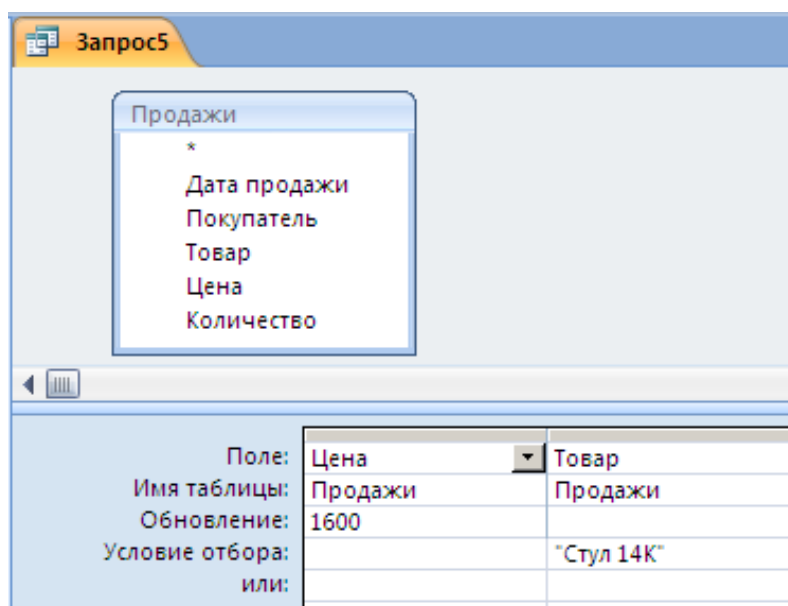 Запрос5
Продажи
*
Дата продажи
Покупатель
Товар
Цена
Количество
Поле: Цена Товар
Имя таблицы: Продажи Продажи
Обновление: 1600
Условие отбора: "Стул 14К"
или: